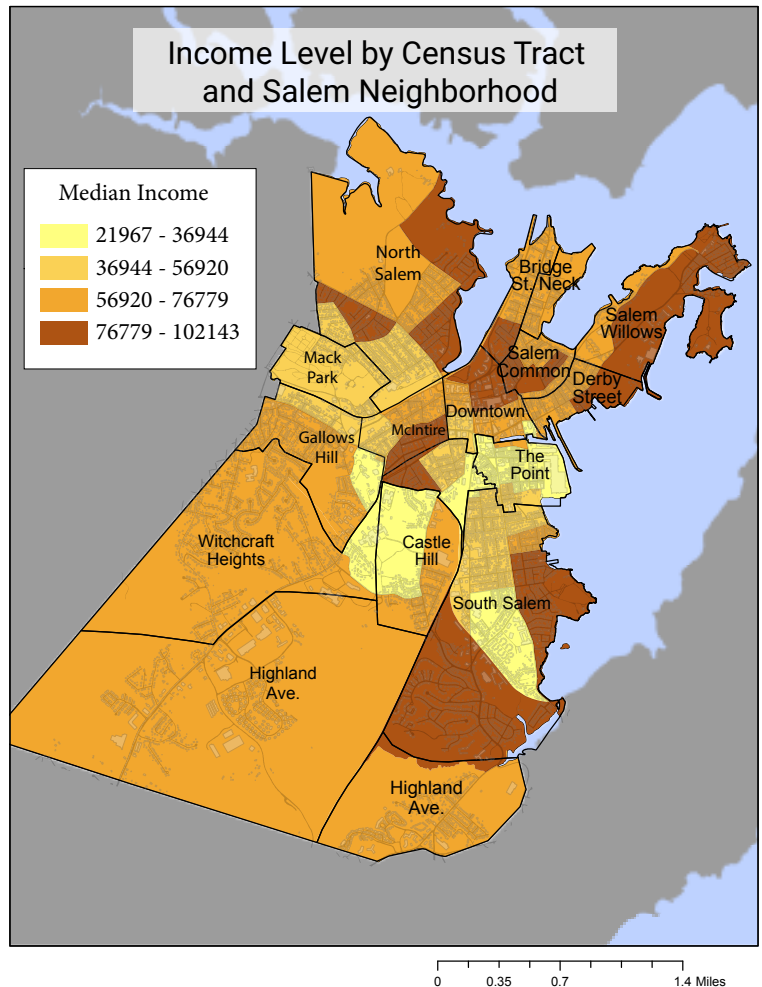 Income Level by Census Tract
and Salem Neighborhood
Median Income
21967 - 36944
36944 - 56920
56920 - 76779
76779 - 102143
North
Salem
Bridge
St. Neck
Salem
Willows
Salem
Common
Mack
Park
Derby
Street
Downtown
McIntire
Gallows
Hill
The
Point
Witchcraft
Heights
Castle
Hill
South Salem
Highland
Ave.
Highland
Ave.
0 0.35 0.7 1.4 Miles